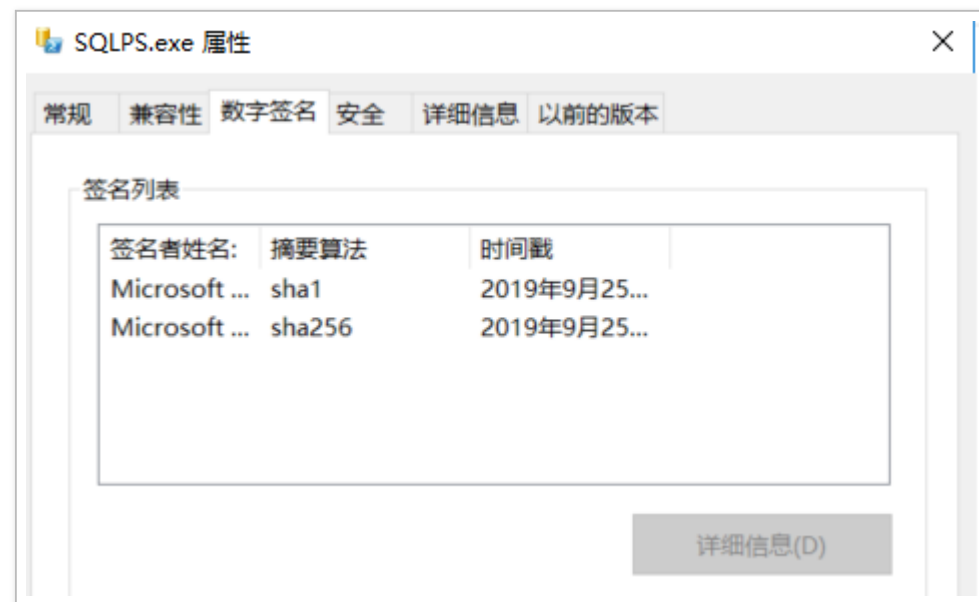 SQLPS.exe 属性
常规 兼容性 数字签名 安全 详细信息 以前的版本
签名列表
签名者姓名: 摘要算法 时间戳
Microsoft ... sha1 2019年9月25...
Microsoft ... sha256 2019年9月25...
详细信息(D)